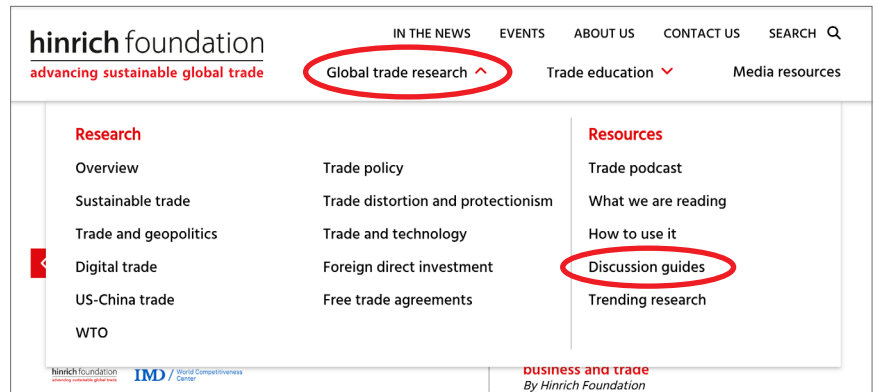 hinrich foundation
advancing sustainable global trade
IN THE NEWS EVENTS ABOUT US CONTACT US SEARCH
Global trade research Trade education Media resources
Research
Overview
Sustainable trade
Trade and geopolitics
Digital trade
US-China trade
WTO
Trade policy
Trade distortion and protectionism
Trade and technology
Foreign direct investment
Free trade agreements
Resources
Trade podcast
What we are reading
How to use it
Discussion guides
Trending research
hinrich foundation
advancing sustainable global trade
IMD / World Competitiveness
Center
business and trade
By Hinrich Foundation